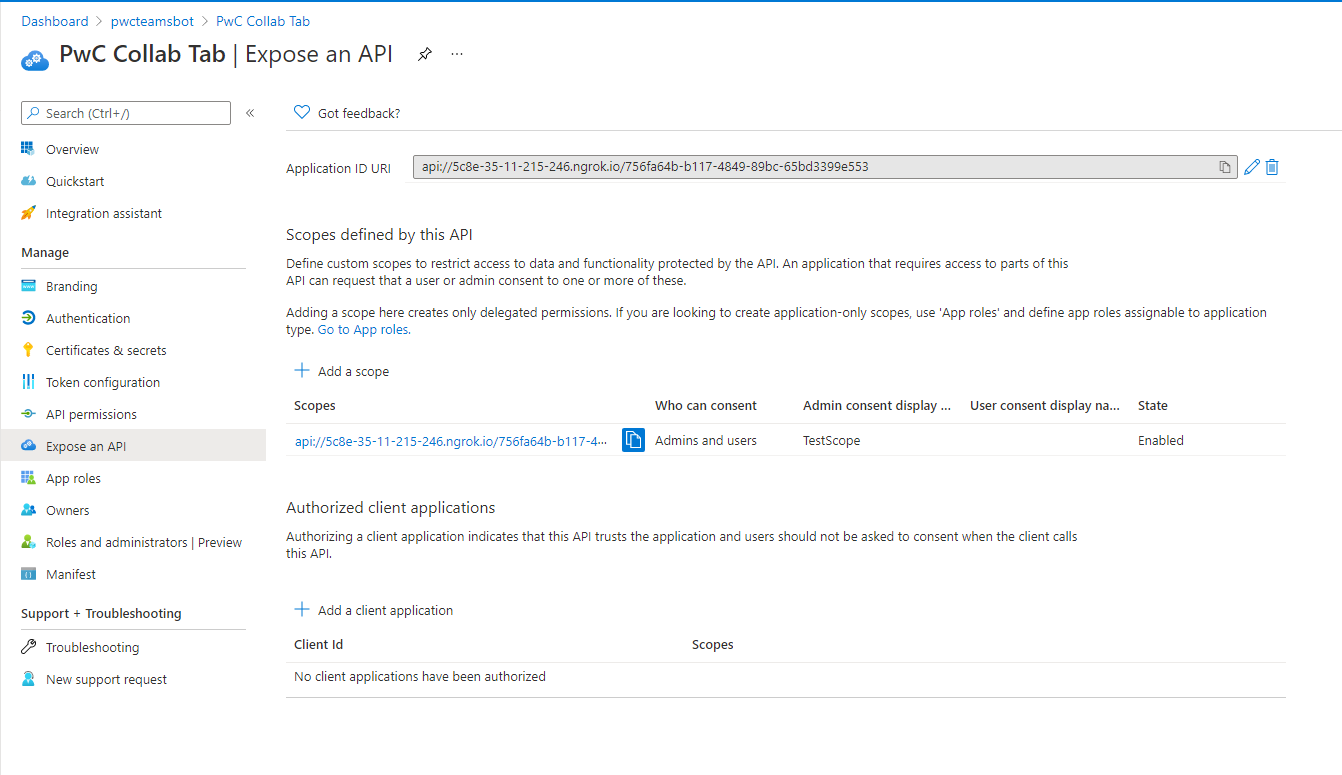 Dashboard > pwcteamsbot > PwC Collab Tab
PwC Collab Tab | Expose an API
Search (Ctrl+/)
Overview
Quickstart
Integration assistant
Manage
Branding
Authentication
Certificates & secrets
Token configuration
API permissions
Expose an API
App roles
Owners
Roles and administrators | Preview
Manifest
Support + Troubleshooting
Troubleshooting
New support request
Got feedback?
Application ID URI
api://5c8e-35-11-215-246.ngrok.io/756fa64b-b117-4849-89bc-65bd3399e553
Scopes defined by this API
Define custom scopes to restrict access to data and functionality protected by the API. An application that requires access to parts of this
API can request that a user or admin consent to one or more of these.
Adding a scope here creates only delegated permissions. If you are looking to create application-only scopes, use 'App roles' and define app roles assignable to application
type. Go to App roles.
Add a scope
Scopes Who can consent Admin consent display ... User consent display na... State
api://5c8e-35-11-215-246.ngrok.io/756fa64b-b117-4... Admins and users TestScope Enabled
Authorized client applications
Authorizing a client application indicates that this API trusts the application and users should not be asked to consent when the client calls
this API.
Add a client application
Client Id Scopes
No client applications have been authorized